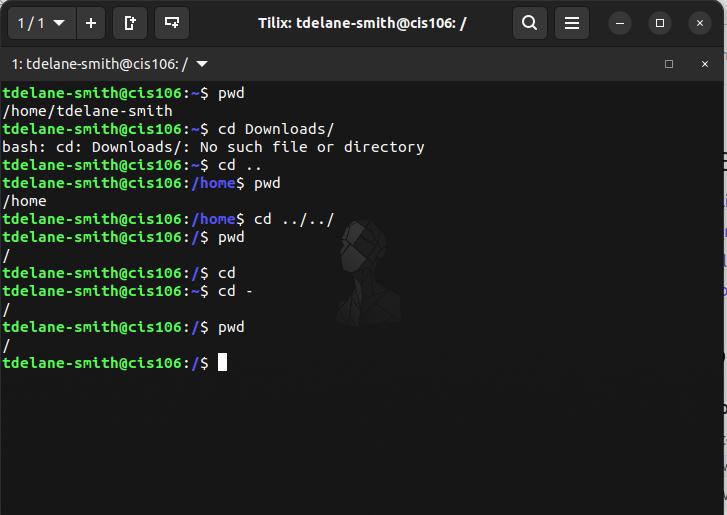 1 / 1
Tilix: tdelane-smith@cis106: /
1: tdelane-smith@cis106: /
tdelane-smith@cis106:~$ pwd
/home/tdelane-smith
tdelane-smith@cis106:~$ cd Downloads/
bash: cd: Downloads/: No such file or directory
tdelane-smith@cis106:~$ cd ..
tdelane-smith@cis106:/home$ pwd
/home
tdelane-smith@cis106:/home$ cd ../../
tdelane-smith@cis106:/$ pwd
/
tdelane-smith@cis106:/$ cd
tdelane-smith@cis106:~$ cd -
/
tdelane-smith@cis106:/$ pwd
/
tdelane-smith@cis106:/$